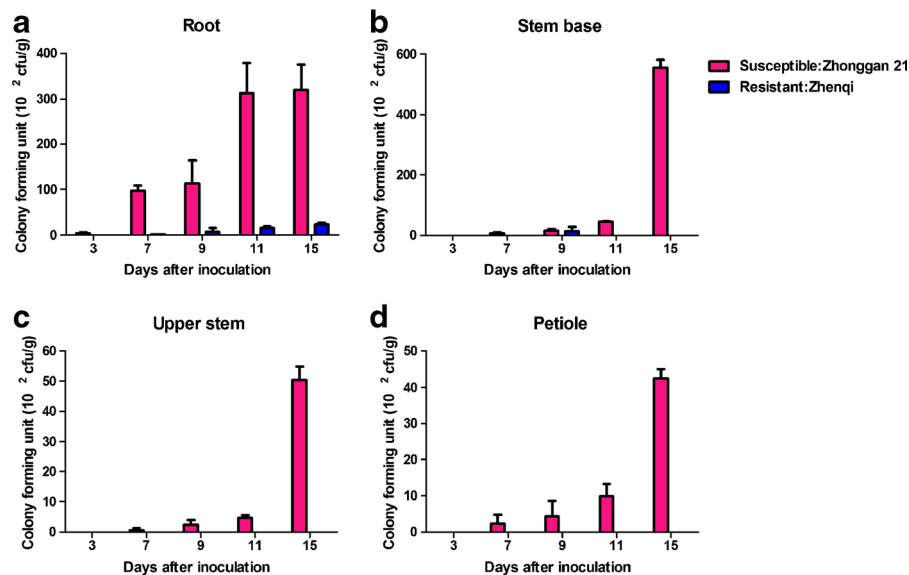 a
Root
Colony forming unit (10 2 cfu/g)
400
300
200
100
0
3 7 9 11 15
Days after inoculation
b
Stem base
Colony forming unit (10 2 cfu/g)
600
400
200
0
3 7 9 11 15
Days after inoculation
Susceptible:Zhonggan 21
Resistant:Zhenqi
c
Upper stem
Colony forming unit (10 2 cfu/g)
60
50
40
30
20
10
0
3 7 9 11 15
Days after inoculation
d
Petiole
Colony forming unit (10 2 cfu/g)
50
40
30
20
10
0
3 7 9 11 15
Days after inoculation